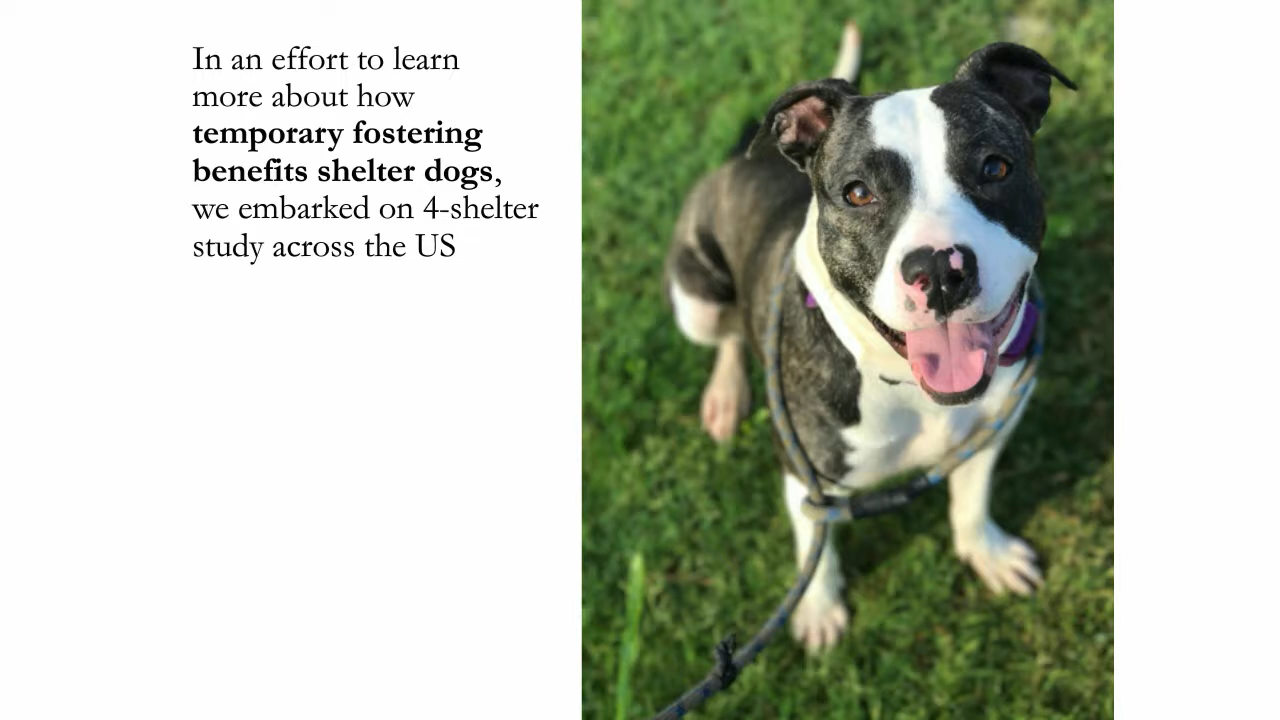 In an effort to learn
more about how
temporary fostering
benefits shelter dogs,
we embarked on 4-shelter
study across the US